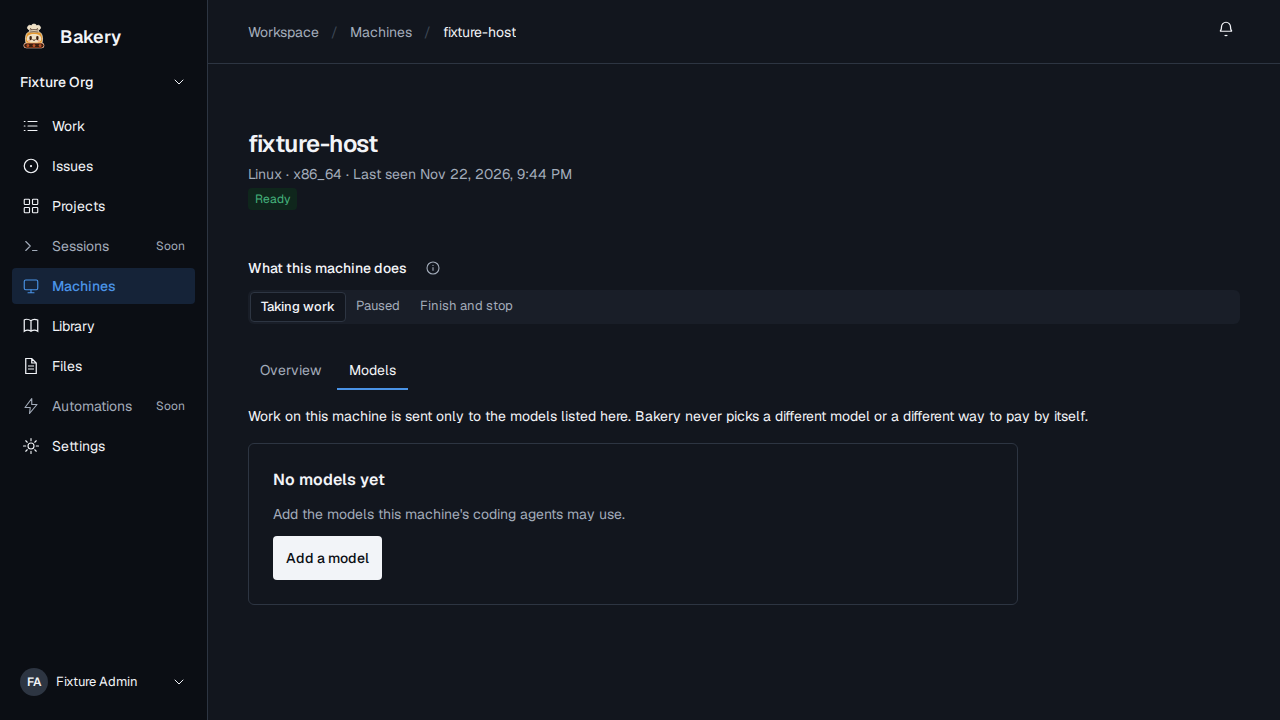 Bakery
Fixture Org
Work
Issues
Projects
Sessions Soon
Machines
Library
Files
Automations Soon
Settings
FA Fixture Admin
Workspace / Machines / fixture-host
fixture-host
Linux · x86_64 · Last seen Nov 22, 2026, 9:44 PM
Ready
What this machine does
Taking work Paused Finish and stop
Overview Models
Work on this machine is sent only to the models listed here. Bakery never picks a different model or a different way to pay by itself.
No models yet
Add the models this machine's coding agents may use.
Add a model